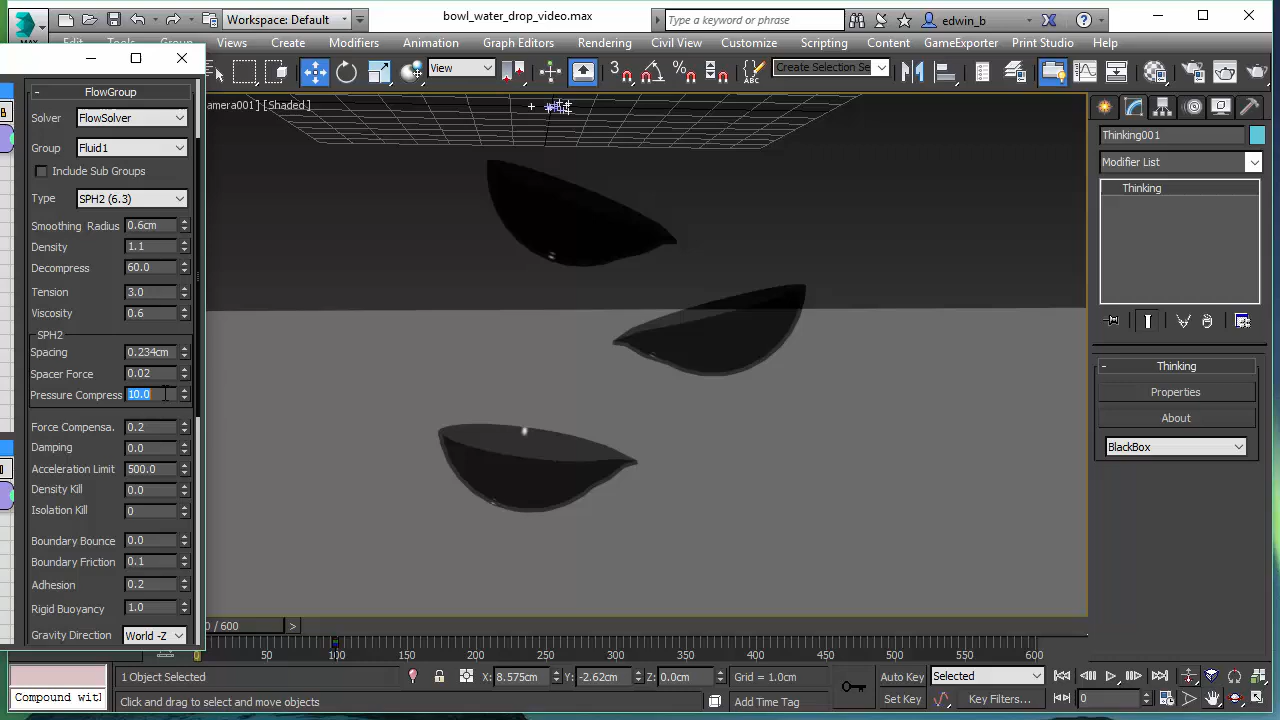 MAX
Workspace: Default
bowl_water_drop_video.max
Type a keyword or phrase
edwin_b
Edit Tools Group Views Create Modifiers Animation Graph Editors Rendering Civil View Customize Scripting Content GameExporter Print Studio Help
View
3
%
Create Selection Se
FlowGroup
Solver FlowSolver
Group Fluid1
Include Sub Groups
Type SPH2 (6.3)
Smoothing Radius 0.6cm
Density 1.1
Decompress 60.0
Tension 3.0
Viscosity 0.6
SPH2
Spacing 0.234cm
Spacer Force 0.02
Pressure Compress 10.0
Force Compensa. 0.2
Damping 0.0
Acceleration Limit 500.0
Density Kill 0.0
Isolation Kill 0
Boundary Bounce 0.0
Boundary Friction 0.1
Adhesion 0.2
Rigid Buoyancy 1.0
Gravity Direction World -Z
B
amera001 ] [ Shaded ]
Thinking001
Modifier List
Thinking
- Thinking
Properties
About
BlackBox
0 / 600 >
0 50 100 150 200 250 300 350 400 450 500 550 600
1 Object Selected
X: 8.575cm Y: -2.62cm Z: 0.0cm Grid = 1.0cm
Auto Key Selected
Compound with
Click and drag to select and move objects
Add Time Tag
Set Key Key Filters... 0